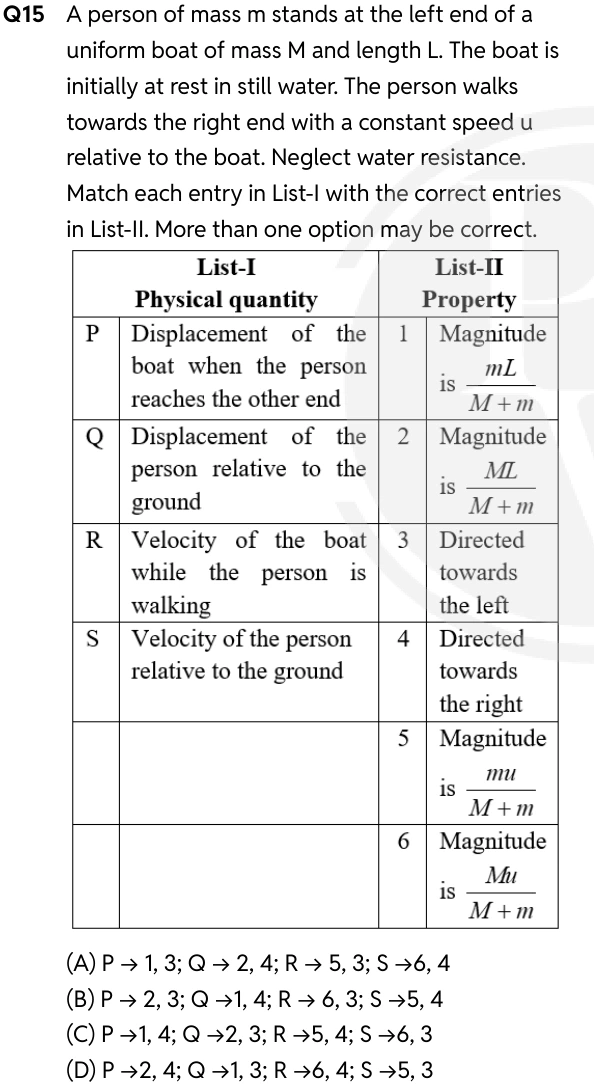 Q15 A person of mass m stands at the left end of a
uniform boat of mass M and length L. The boat is
initially at rest in still water. The person walks
towards the right end with a constant speed u
relative to the boat. Neglect water resistance.
Match each entry in List-I with the correct entries
in List-II. More than one option may be correct.
List-I
Physical quantity
List-II
Property
P Displacement of the
boat when the person
reaches the other end
1 Magnitude
is mL/(M + m)
Q Displacement of the
person relative to the
ground
2 Magnitude
is ML/(M + m)
R Velocity of the boat
while the person is
walking
3 Directed
towards
the left
S Velocity of the person
relative to the ground
4 Directed
towards
the right
5 Magnitude
is mu/(M + m)
6 Magnitude
is Mu/(M + m)
(A) P → 1, 3; Q → 2, 4; R → 5, 3; S →6, 4
(B) P → 2, 3; Q →1, 4; R → 6, 3; S →5, 4
(C) P →1, 4; Q →2, 3; R →5, 4; S →6, 3
(D) P →2, 4; Q →1, 3; R →6, 4; S →5, 3